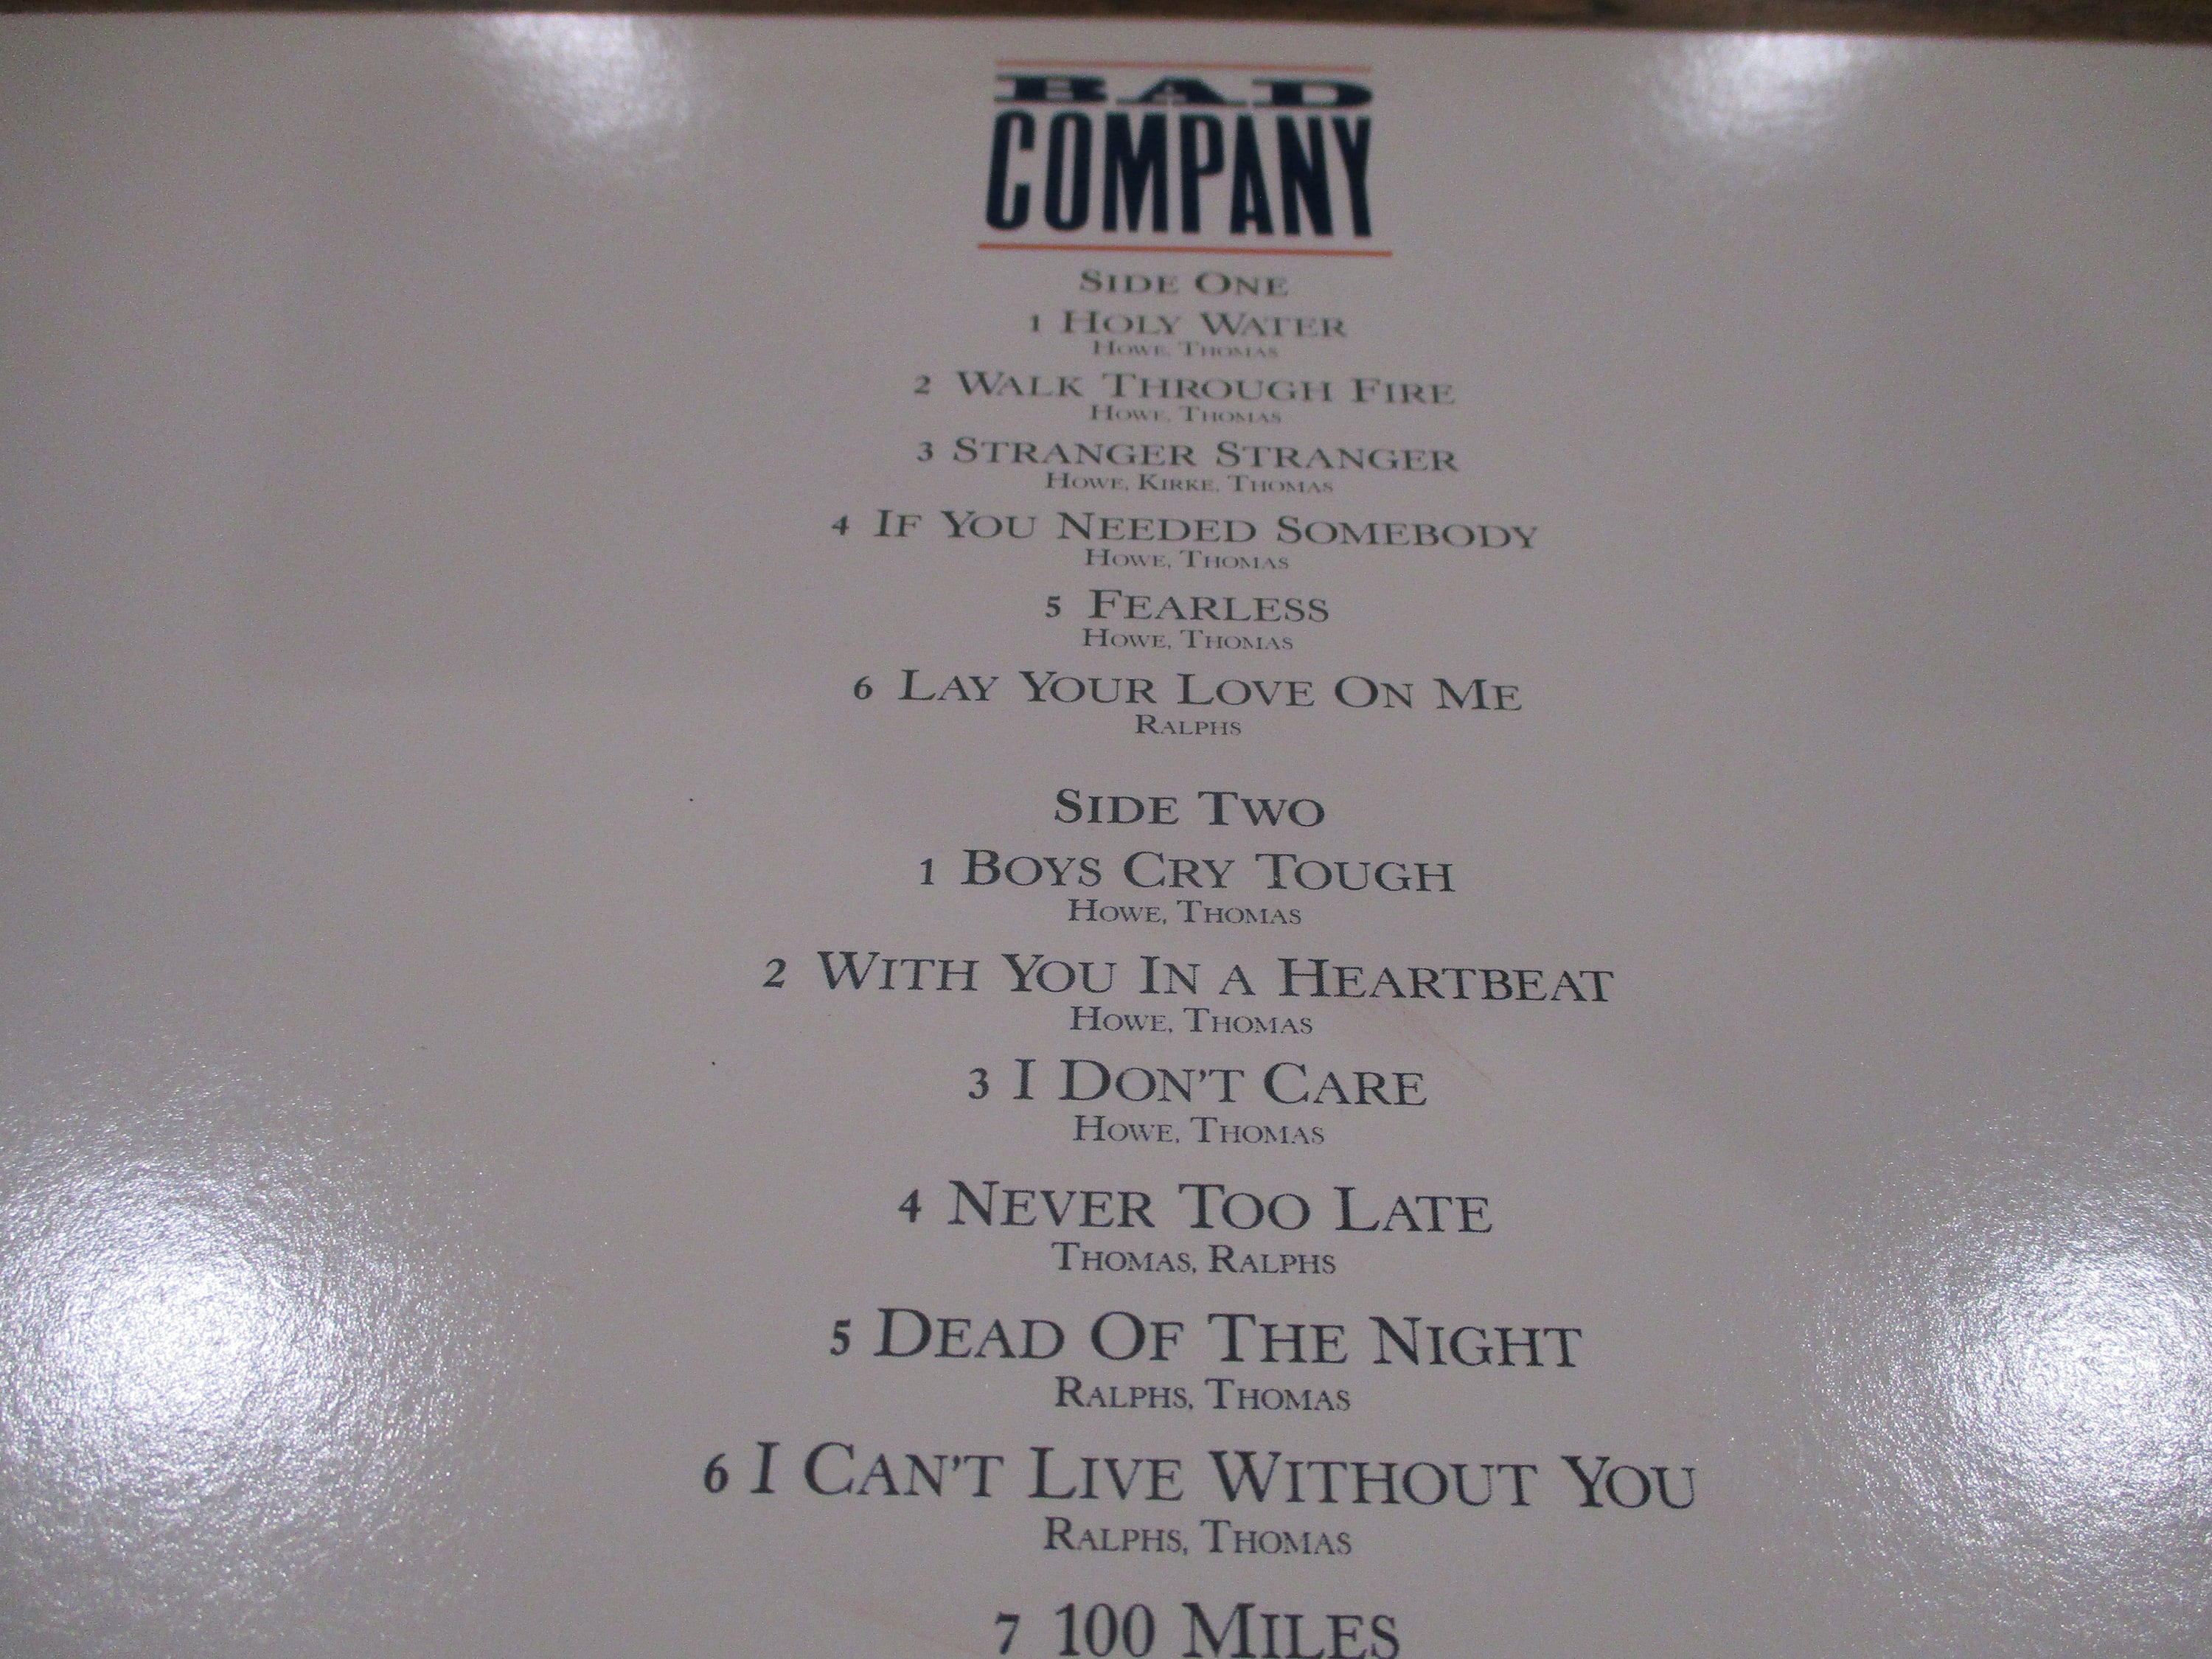 BAD
COMPANY
SIDE ONE
1 HOLY WATER
HOWE, THOMAS
2 WALK THROUGH FIRE
HOWE, THOMAS
3 STRANGER STRANGER
HOWE, KIRKE, THOMAS
4 IF YOU NEEDED SOMEBODY
HOWE, THOMAS
5 FEARLESS
HOWE, THOMAS
6 LAY YOUR LOVE ON ME
RALPHS
SIDE TWO
1 BOYS CRY TOUGH
HOWE, THOMAS
2 WITH YOU IN A HEARTBEAT
HOWE, THOMAS
3 I DON'T CARE
HOWE, THOMAS
4 NEVER TOO LATE
THOMAS, RALPHS
5 DEAD OF THE NIGHT
RALPHS, THOMAS
6 I CAN'T LIVE WITHOUT YOU
RALPHS, THOMAS
7 100 MILES